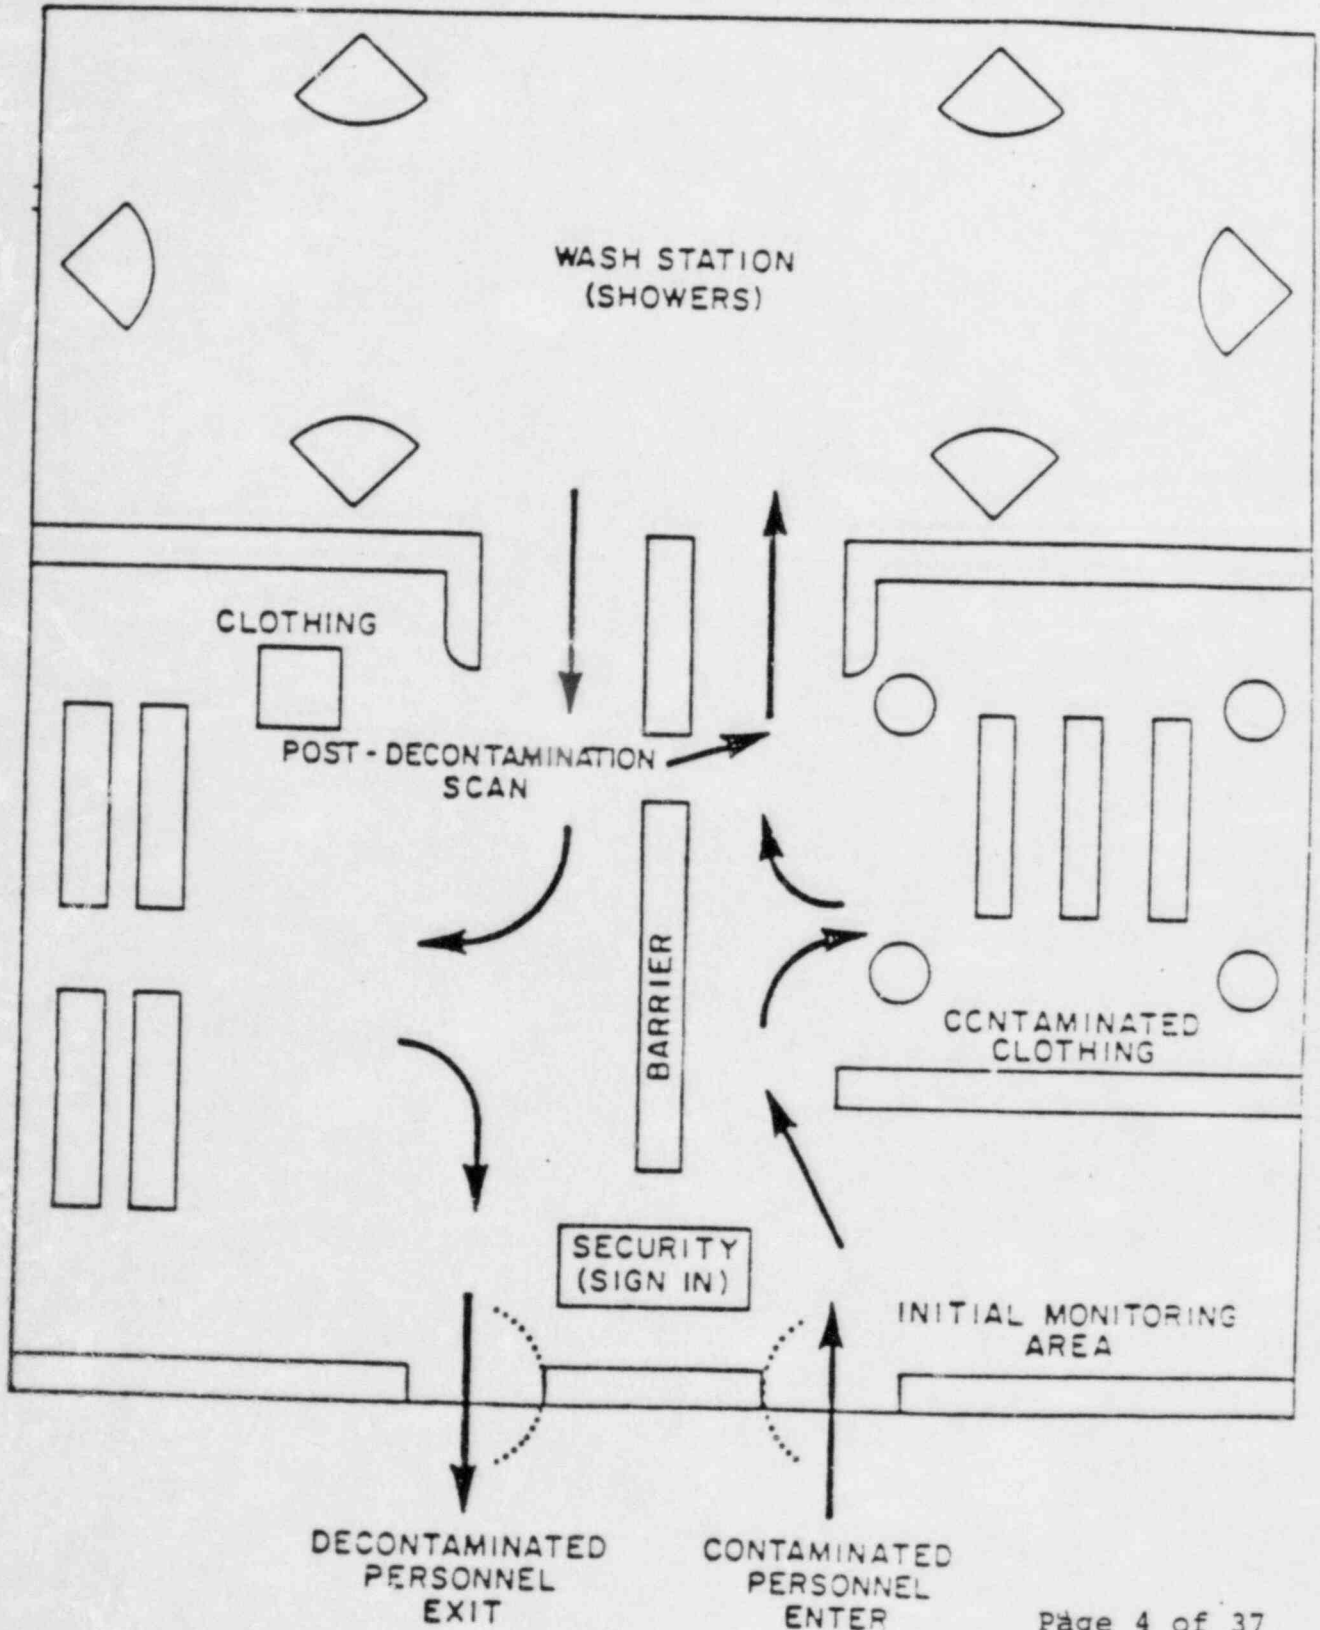 WASH STATION
(SHOWERS)
CLOTHING
POST-DECONTAMINATION
SCAN
BARRIER
CONTAMINATED
CLOTHING
SECURITY
(SIGN IN)
INITIAL MONITORING
AREA
DECONTAMINATED
PERSONNEL
EXIT
CONTAMINATED
PERSONNEL
ENTER
Page 4 of 37